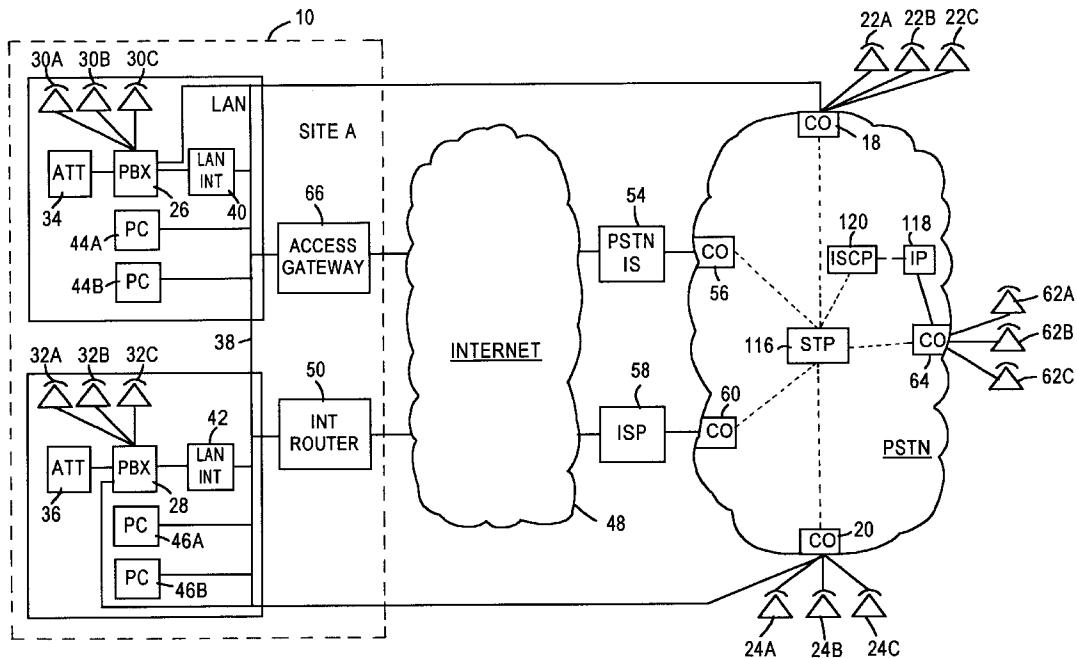 10
22A 22B 22C
30A 30B 30C
LAN
SITE A
CO
18
ATT
PBX
LAN INT
34
26
40
66
54
120
118
44A
PC
ACCESS GATEWAY
PSTN IS
CO
56
ISCP
IP
44B
PC
62A
62B
62C
38
INTERNET
116
STP
CO
64
32A 32B 32C
50
58
60
42
INT ROUTER
ISP
CO
PSTN
ATT
PBX
LAN INT
36
28
48
PC
46A
CO
20
PC
46B
24A 24B 24C